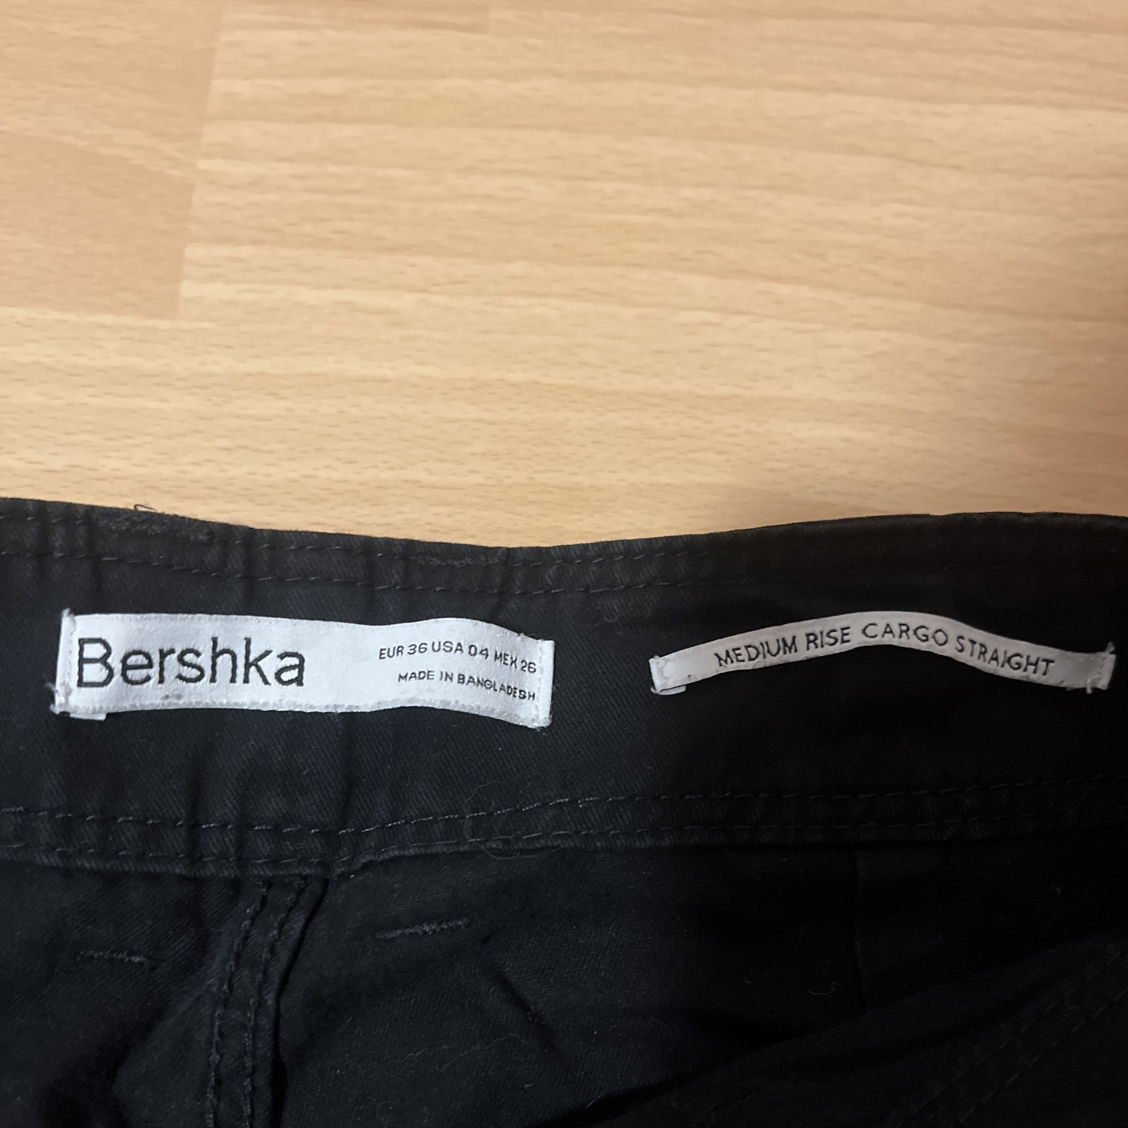 Bershka
EUR 36 USA 04 MEX 26
MADE IN BANGLADESH
MEDIUM RISE CARGO STRAIGHT